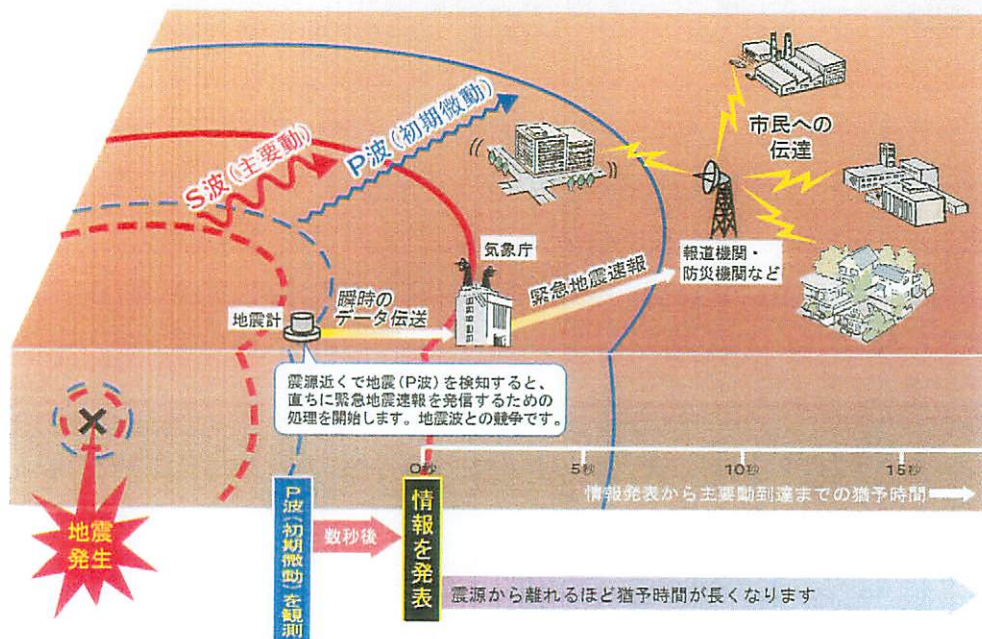 S波(主要動)
P波(初期微動)
市民への
伝達
気象庁
報道機関・
防災機関など
緊急地震速報
地震計
瞬時の
データ伝送
震源近くで地震(P波)を検知すると、
直ちに緊急地震速報を発信するための
処理を開始します。地震波との競争です。
0秒
5秒
10秒
15秒
情報発表から主要動到達までの猶予時間
地震
発生
P波(初期微動)を観測
数秒後
情報を発表
震源から離れるほど猶予時間が長くなります